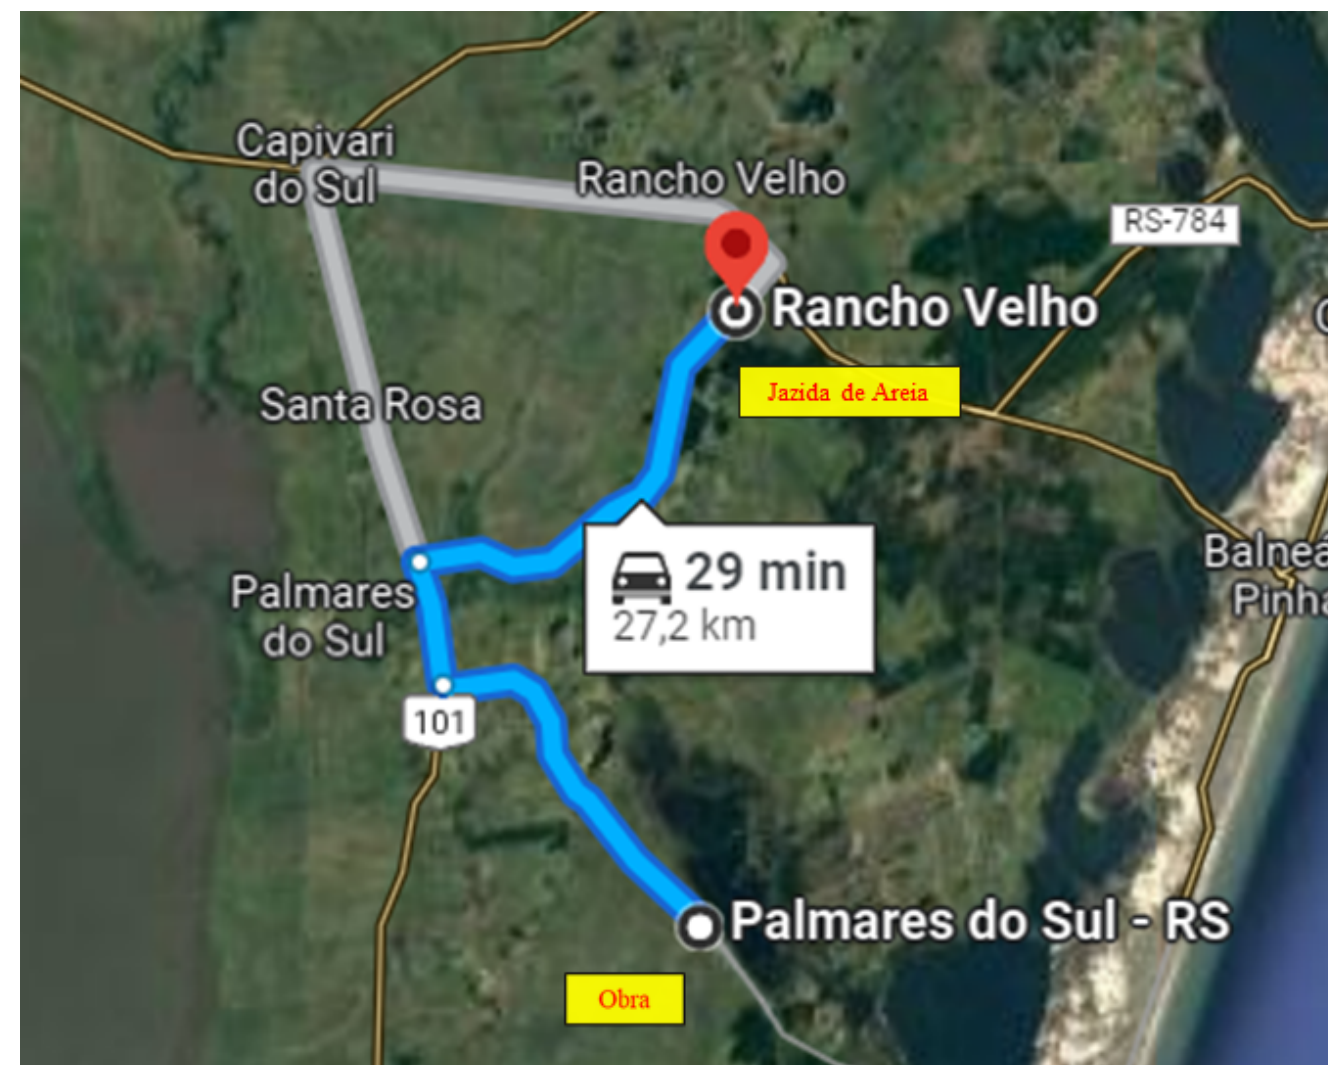 Capivari
do Sul
Rancho Velho
RS-784
Rancho Velho
Jazida de Areia
Santa Rosa
29 min
27,2 km
Palmares
do Sul
101
Palmares do Sul - RS
Obra